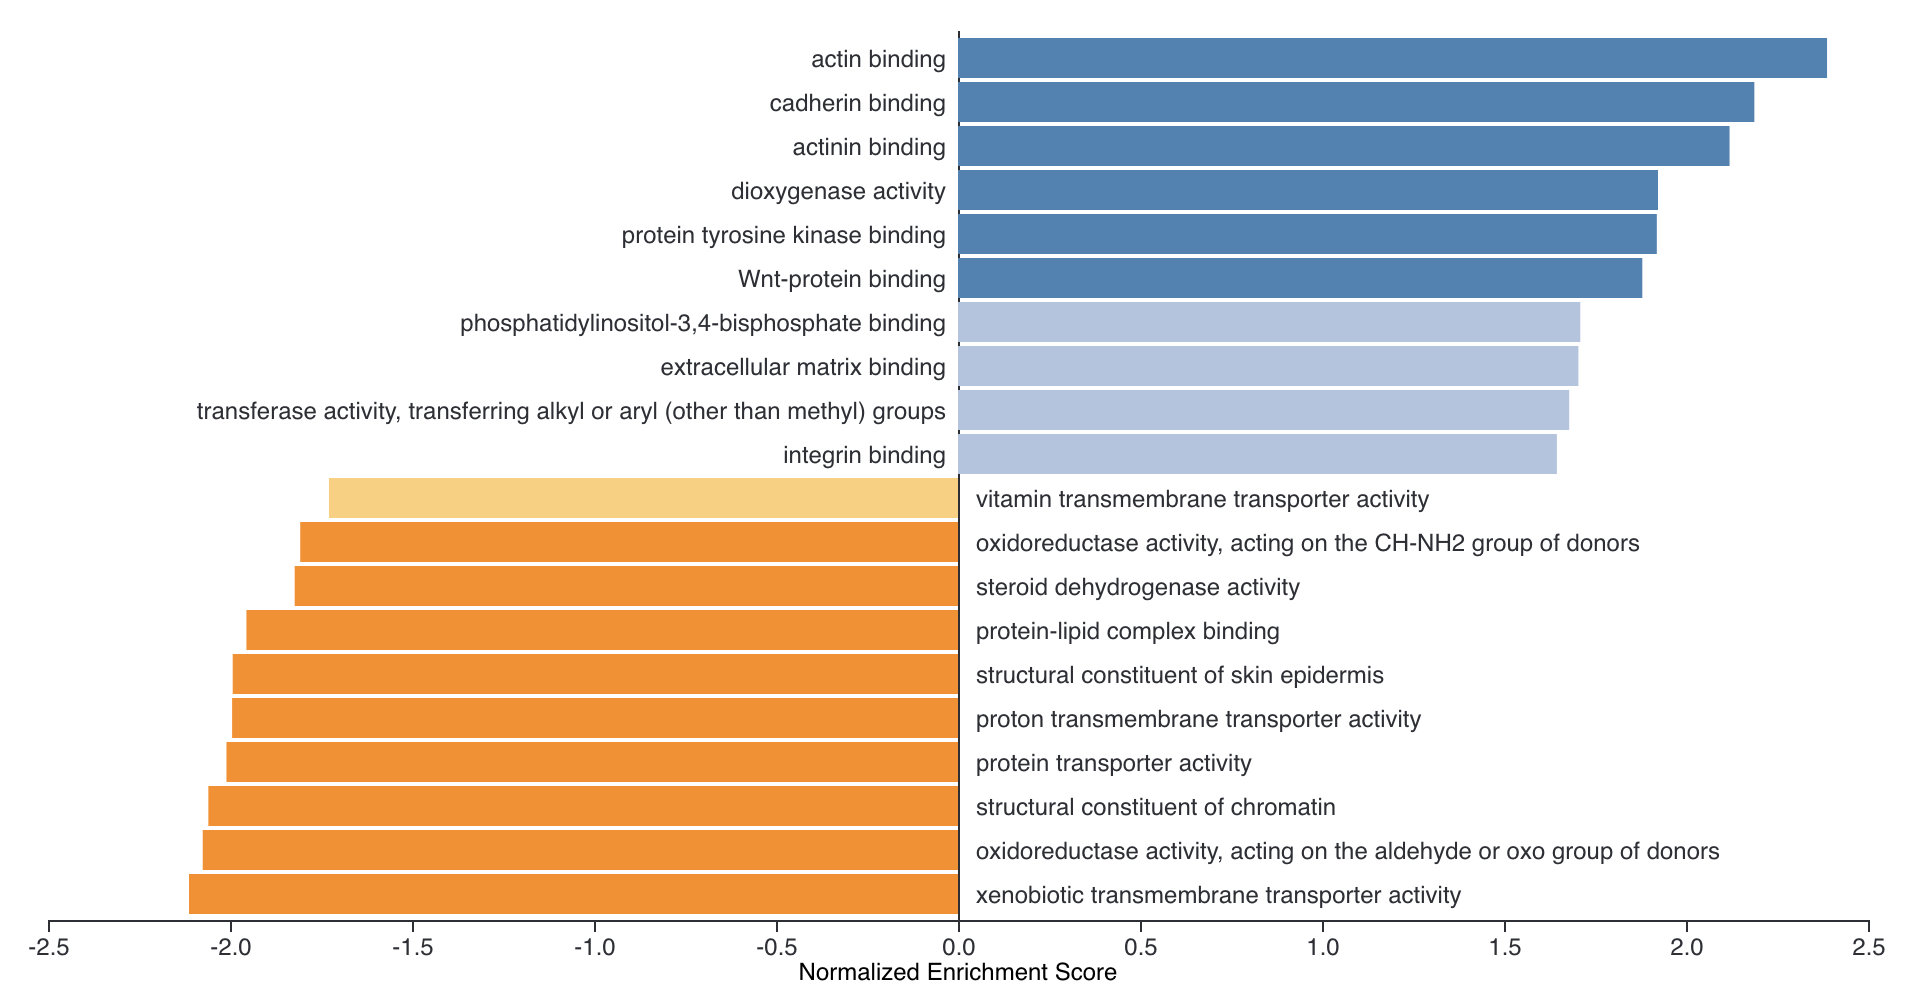 actin binding
cadherin binding
actinin binding
dioxygenase activity
protein tyrosine kinase binding
Wnt-protein binding
phosphatidylinositol-3,4-bisphosphate binding
extracellular matrix binding
transferase activity, transferring alkyl or aryl (other than methyl) groups
integrin binding
vitamin transmembrane transporter activity
oxidoreductase activity, acting on the CH-NH2 group of donors
steroid dehydrogenase activity
protein-lipid complex binding
structural constituent of skin epidermis
proton transmembrane transporter activity
protein transporter activity
structural constituent of chromatin
oxidoreductase activity, acting on the aldehyde or oxo group of donors
xenobiotic transmembrane transporter activity
-2.5 -2.0 -1.5 -1.0 -0.5 0.0 0.5 1.0 1.5 2.0 2.5
Normalized Enrichment Score